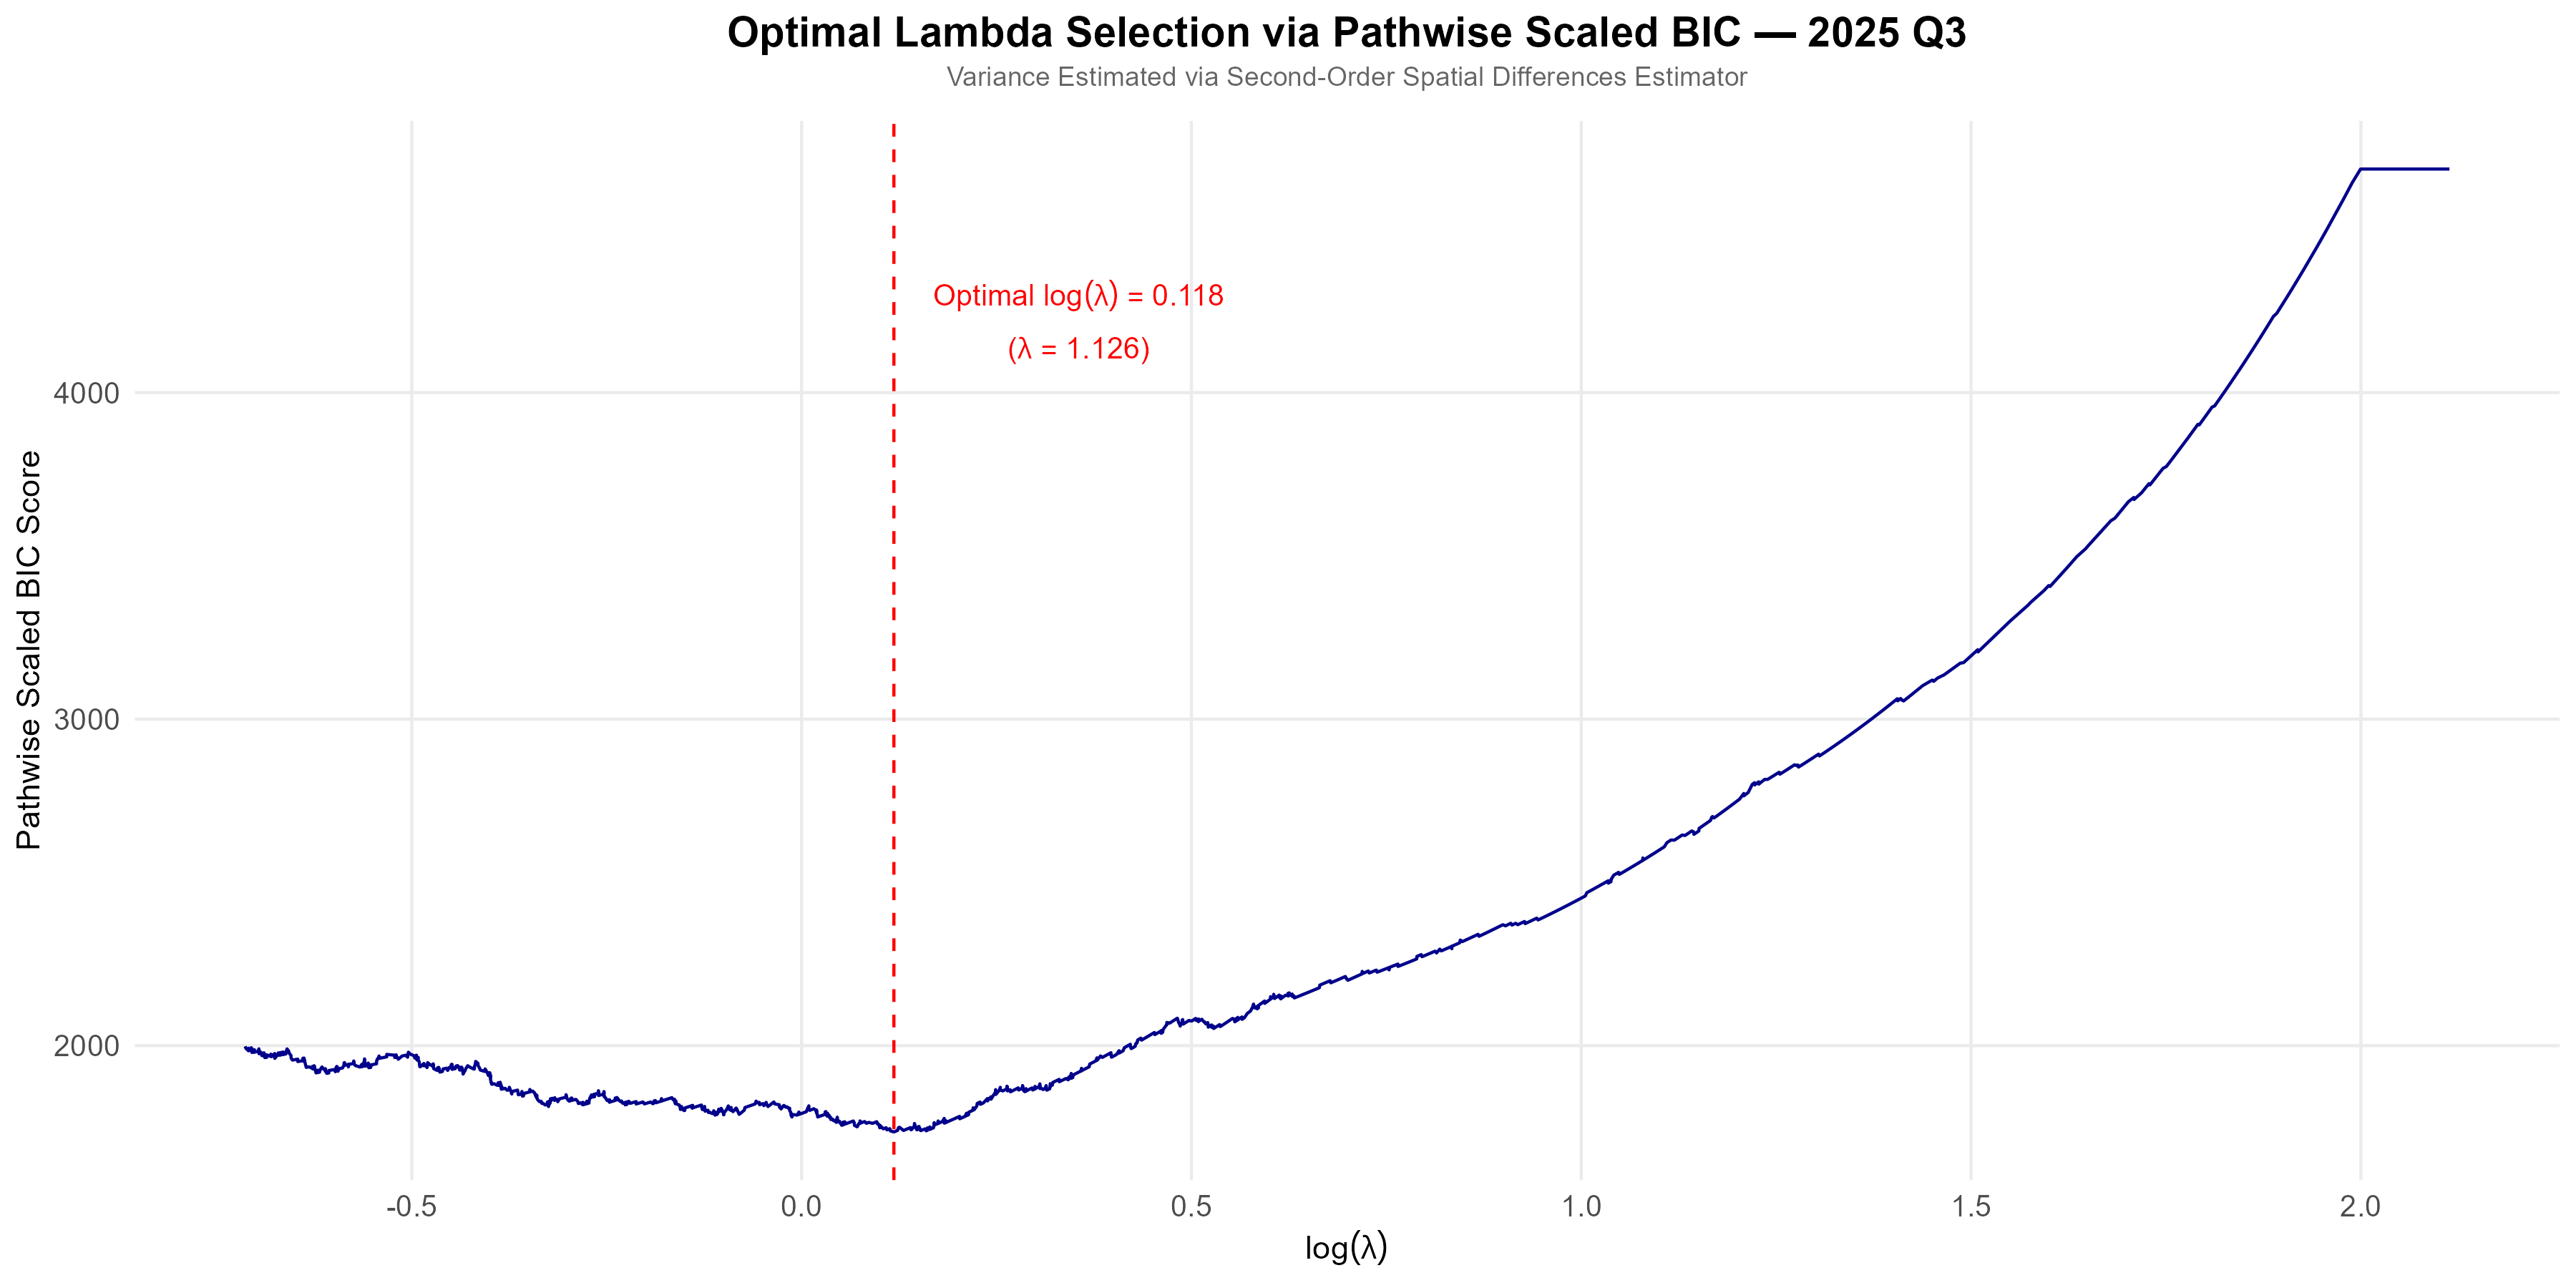 Optimal Lambda Selection via Pathwise Scaled BIC — 2025 Q3
Variance Estimated via Second-Order Spatial Differences Estimator
Optimal log(λ) = 0.118
(λ = 1.126)
Pathwise Scaled BIC Score
4000
3000
2000
-0.5 0.0 0.5 1.0 1.5 2.0
log(λ)